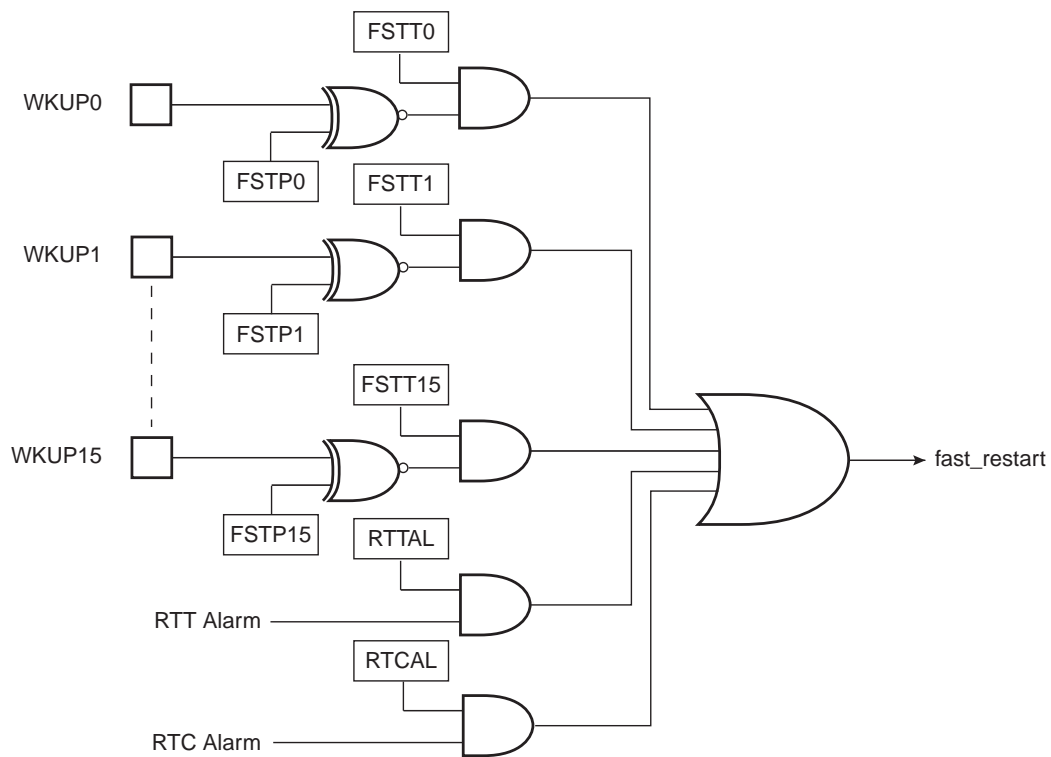 FSTT0
WKUP0
FSTP0
FSTT1
WKUP1
FSTP1
FSTT15
WKUP15
fast_restart
FSTP15
RTTAL
RTT Alarm
RTCAL
RTC Alarm